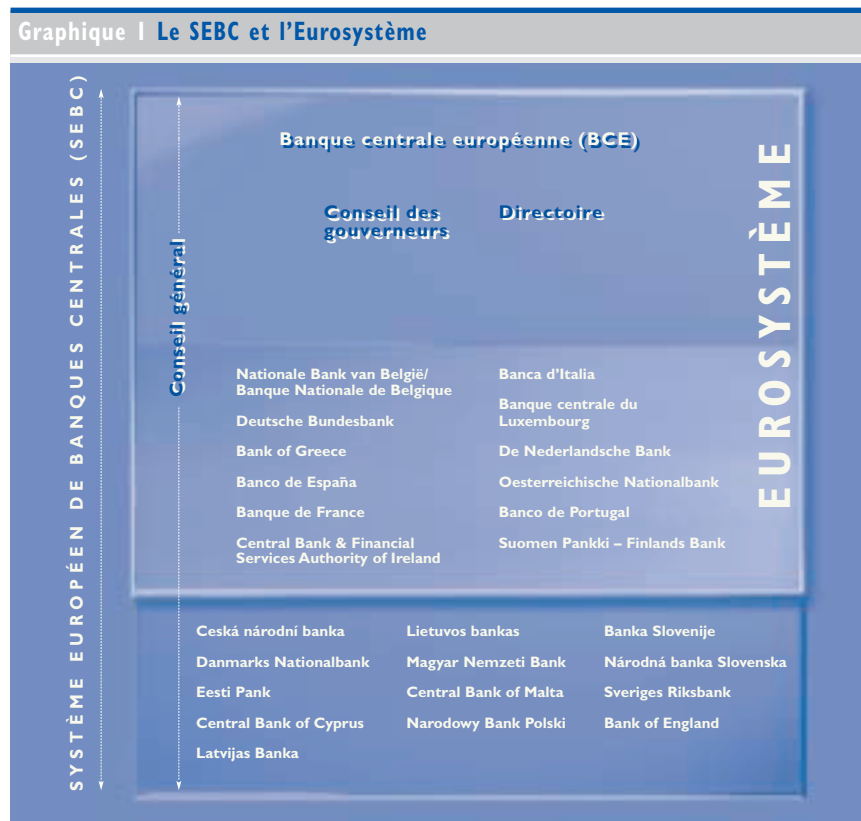 Graphique 1 Le SEBC et l'Eurosystème
SYSTÈME EUROPÉEN DE BANQUES CENTRALES (SEBC)
Conseil général
Banque centrale européenne (BCE)
Conseil des
gouverneurs
Directoire
EUROSYSTÈME
Nationale Bank van België/
Banque Nationale de Belgique
Deutsche Bundesbank
Bank of Greece
Banco de España
Banque de France
Central Bank & Financial
Services Authority of Ireland
Banca d'Italia
Banque centrale du
Luxembourg
De Nederlandsche Bank
Oesterreichische Nationalbank
Banco de Portugal
Suomen Pankki – Finlands Bank
Ceská národní banka
Danmarks Nationalbank
Eesti Pank
Central Bank of Cyprus
Latvijas Banka
Lietuvos bankas
Magyar Nemzeti Bank
Central Bank of Malta
Narodowy Bank Polski
Banka Slovenije
Národná banka Slovenska
Sveriges Riksbank
Bank of England